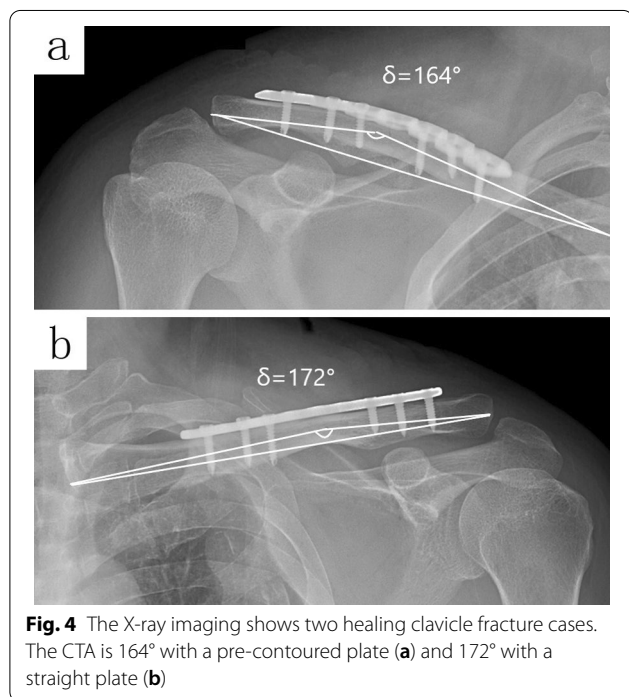 a
δ=164°
b
δ=172°
Fig. 4 The X-ray imaging shows two healing clavicle fracture cases.
The CTA is 164° with a pre-contoured plate (a) and 172° with a
straight plate (b)